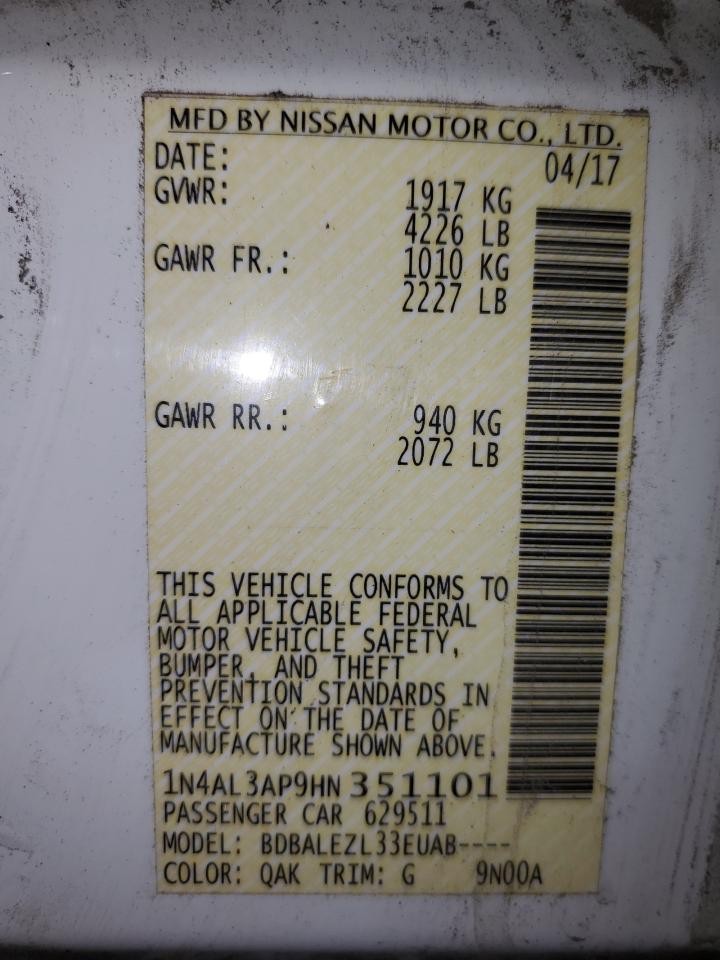 MFD BY NISSAN MOTOR CO., LTD.
DATE: 04/17
GVWR: 1917 KG
4226 LB
GAWR FR.: 1010 KG
2227 LB
GAWR RR.: 940 KG
2072 LB
THIS VEHICLE CONFORMS TO
ALL APPLICABLE FEDERAL
MOTOR VEHICLE SAFETY,
BUMPER, AND THEFT
PREVENTION STANDARDS IN
EFFECT ON THE DATE OF
MANUFACTURE SHOWN ABOVE.
1N4AL3AP9HN 351101
PASSENGER CAR 629511
MODEL: BDBALEZL33EUAB----
COLOR: QAK TRIM: G 9N00A